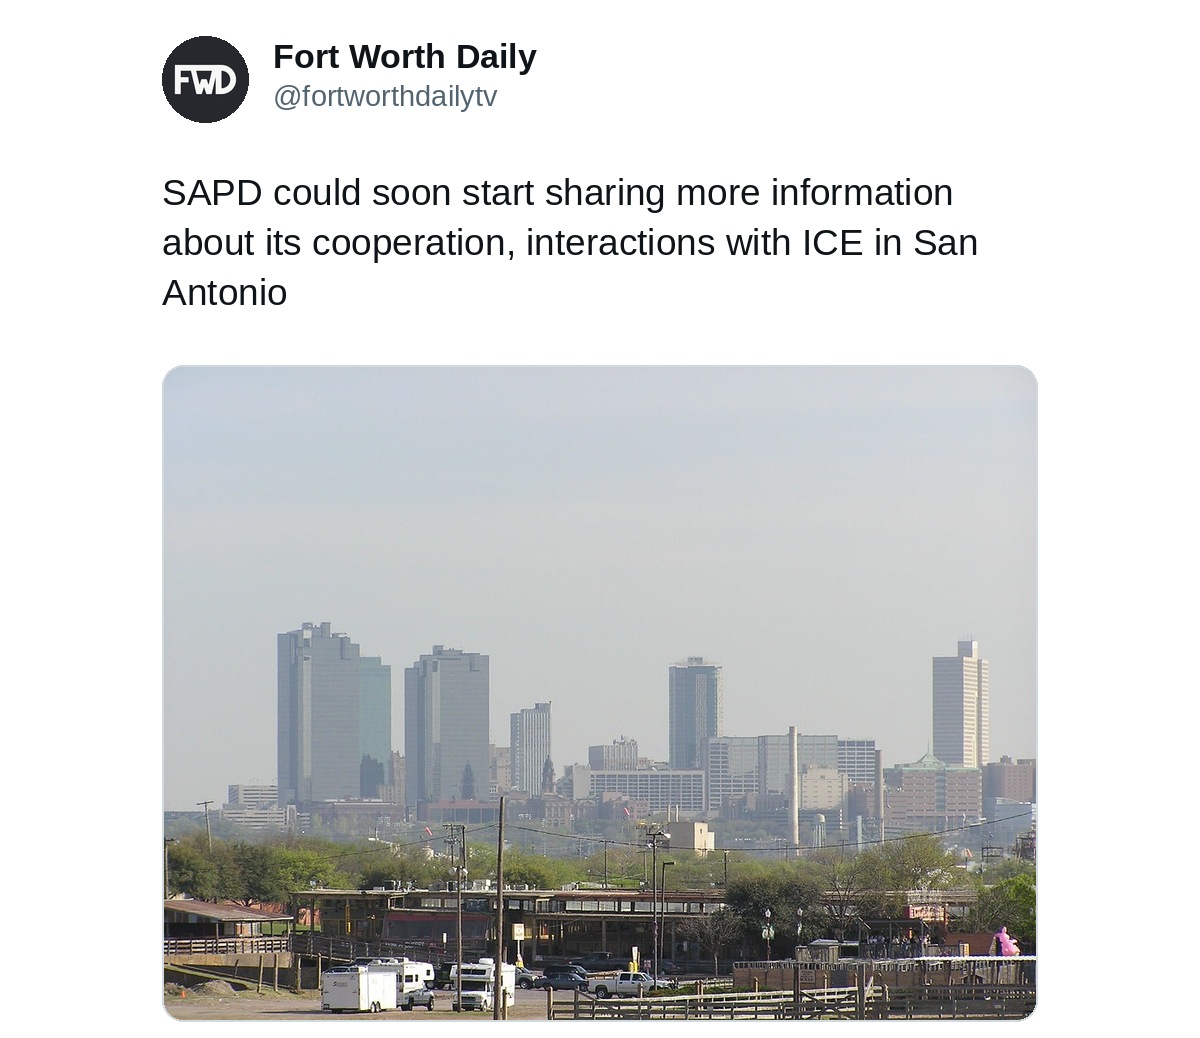 FWD
Fort Worth Daily
@fortworthdailytv
SAPD could soon start sharing more information
about its cooperation, interactions with ICE in San
Antonio